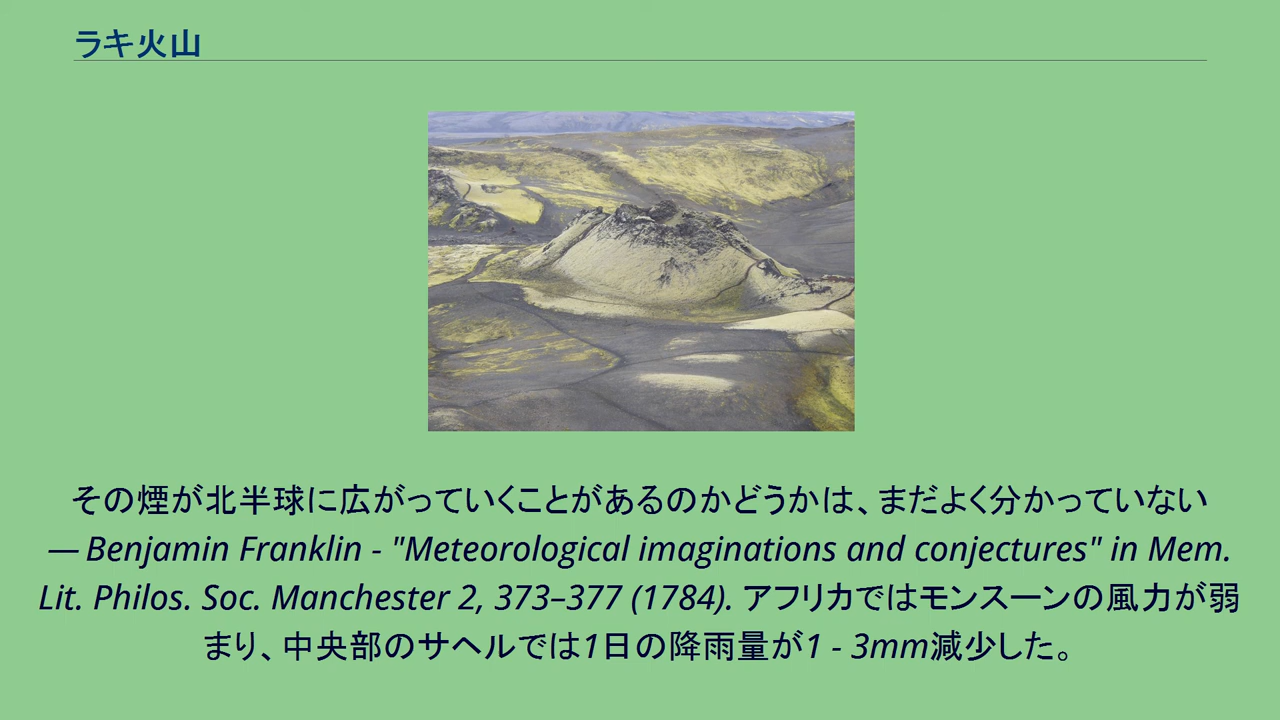 ラキ火山
その煙が北半球に広がっていくことがあるのかどうかは、まだよく分かっていない
— Benjamin Franklin - "Meteorological imaginations and conjectures" in Mem.
Lit. Philos. Soc. Manchester 2, 373–377 (1784). アフリカではモンスーンの風力が弱
まり、中央部のサヘルでは1日の降雨量が1 - 3mm減少した。